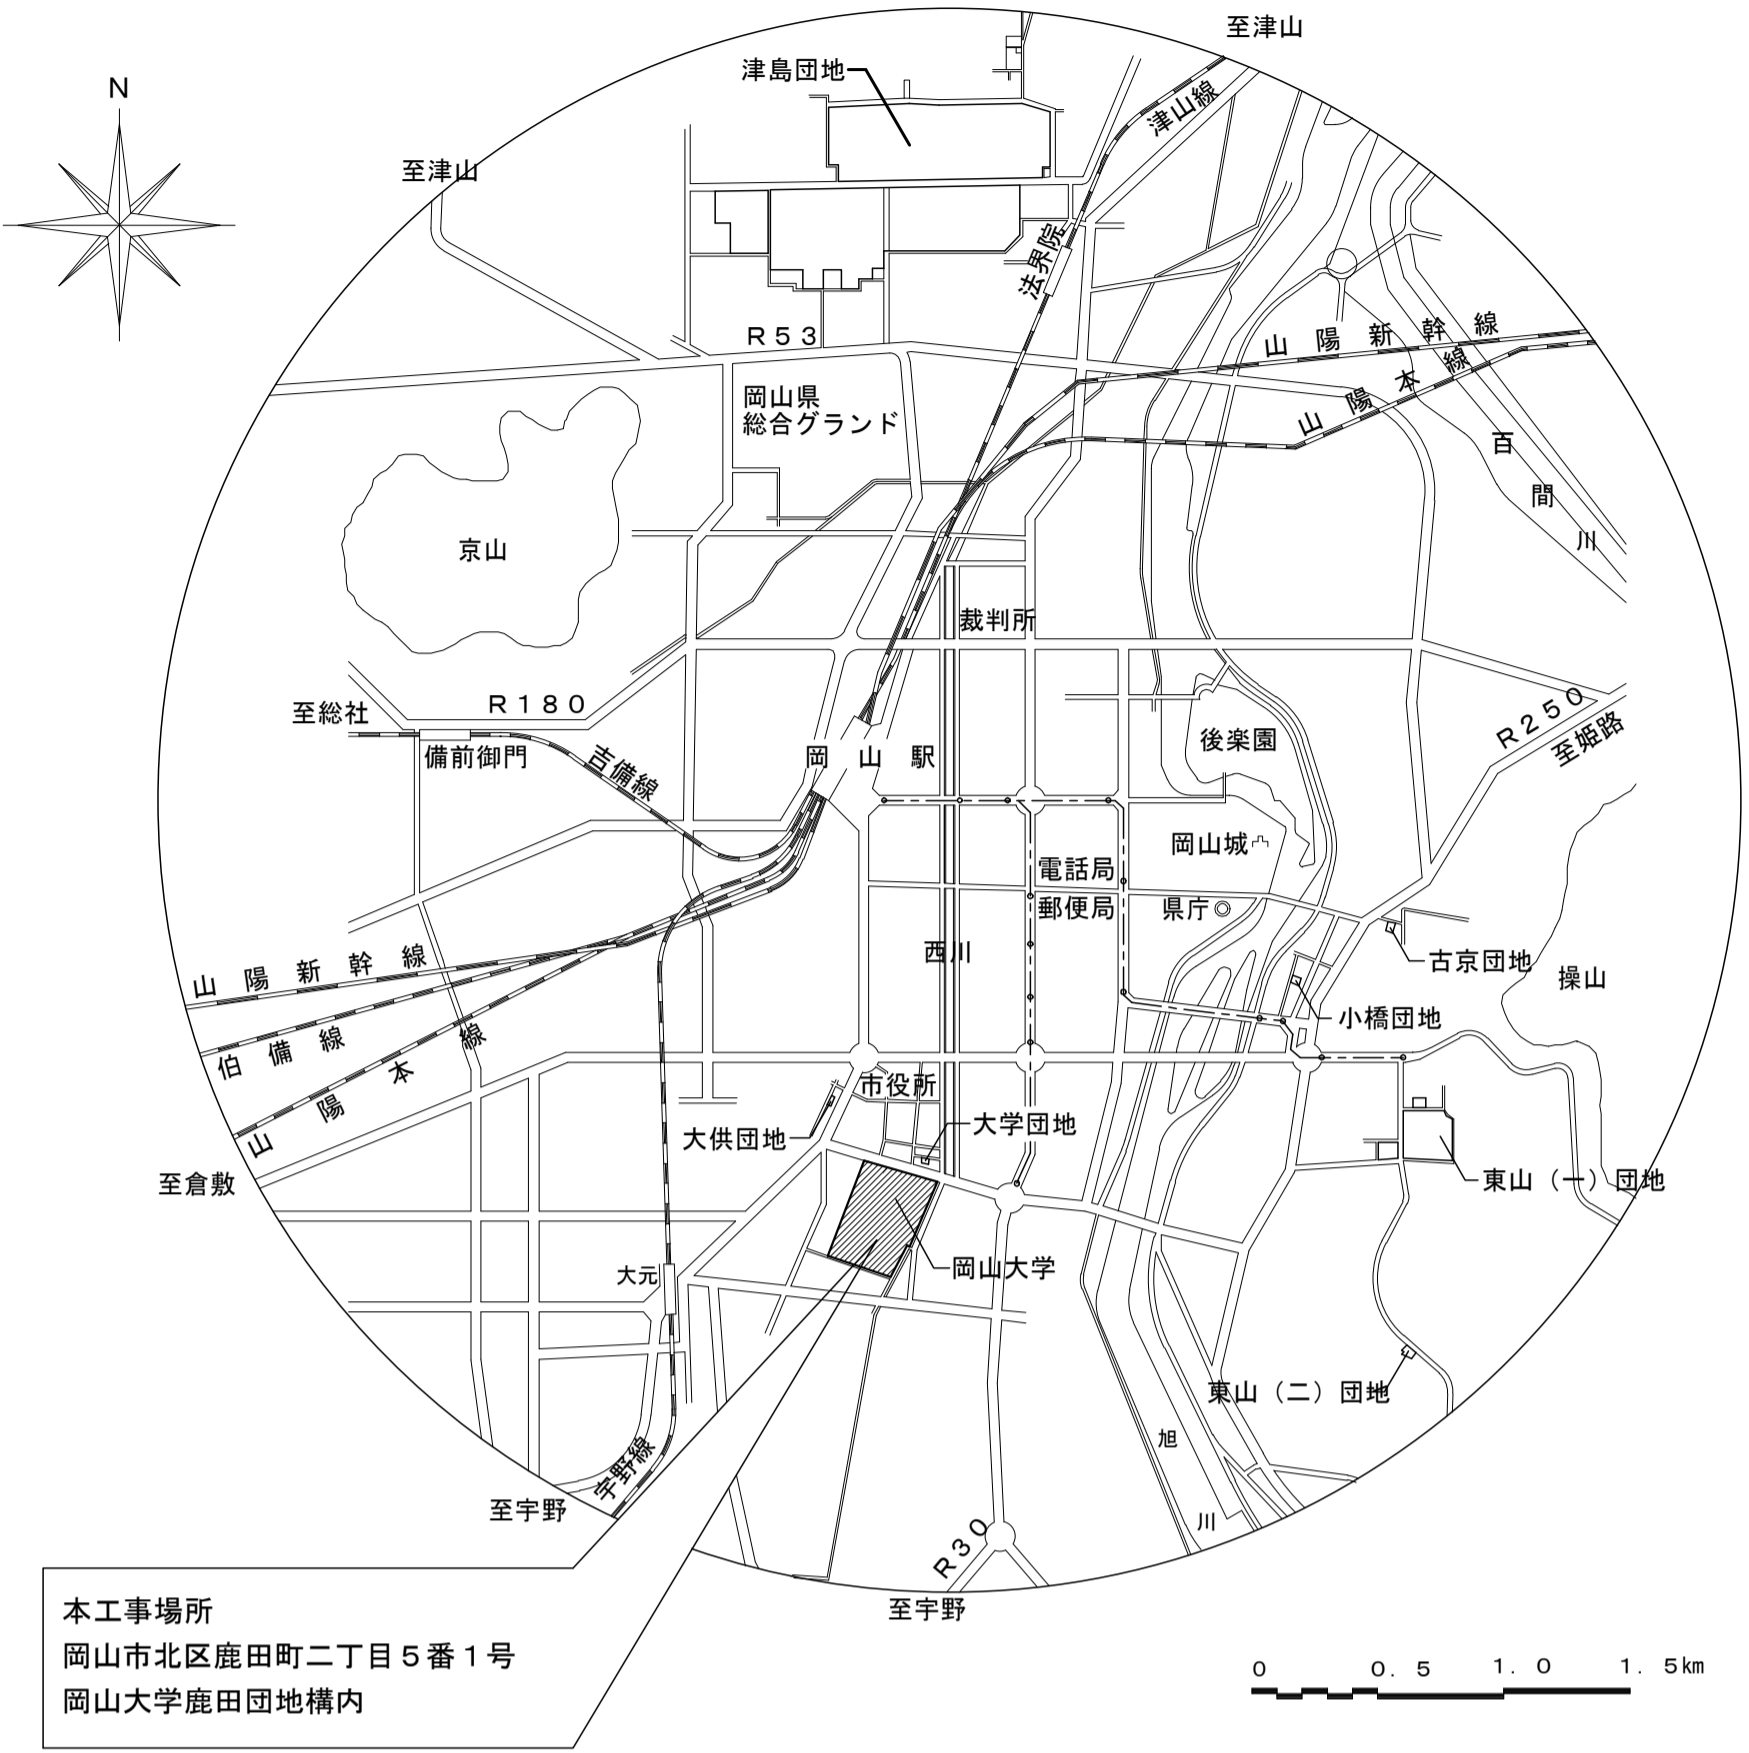 至津山
津島団地
N
津山線
至津山
法界院
R53
山陽新幹線
山陽本線
岡山県
総合グランド
百間川
京山
裁判所
R180
至総社
備前御門
吉備線
岡山駅
後楽園
R250
至姫路
岡山城
電話局
郵便局
県庁
西川
古京団地
操山
小橋団地
山陽新幹線
伯備線
山陽本線
市役所
大供団地
大学団地
至倉敷
東山（一）団地
岡山大学
大元
東山（二）団地
旭川
宇野線
至宇野
R30
至宇野
本工事場所
岡山市北区鹿田町二丁目５番１号
岡山大学鹿田団地構内
0 0.5 1.0 1.5㎞